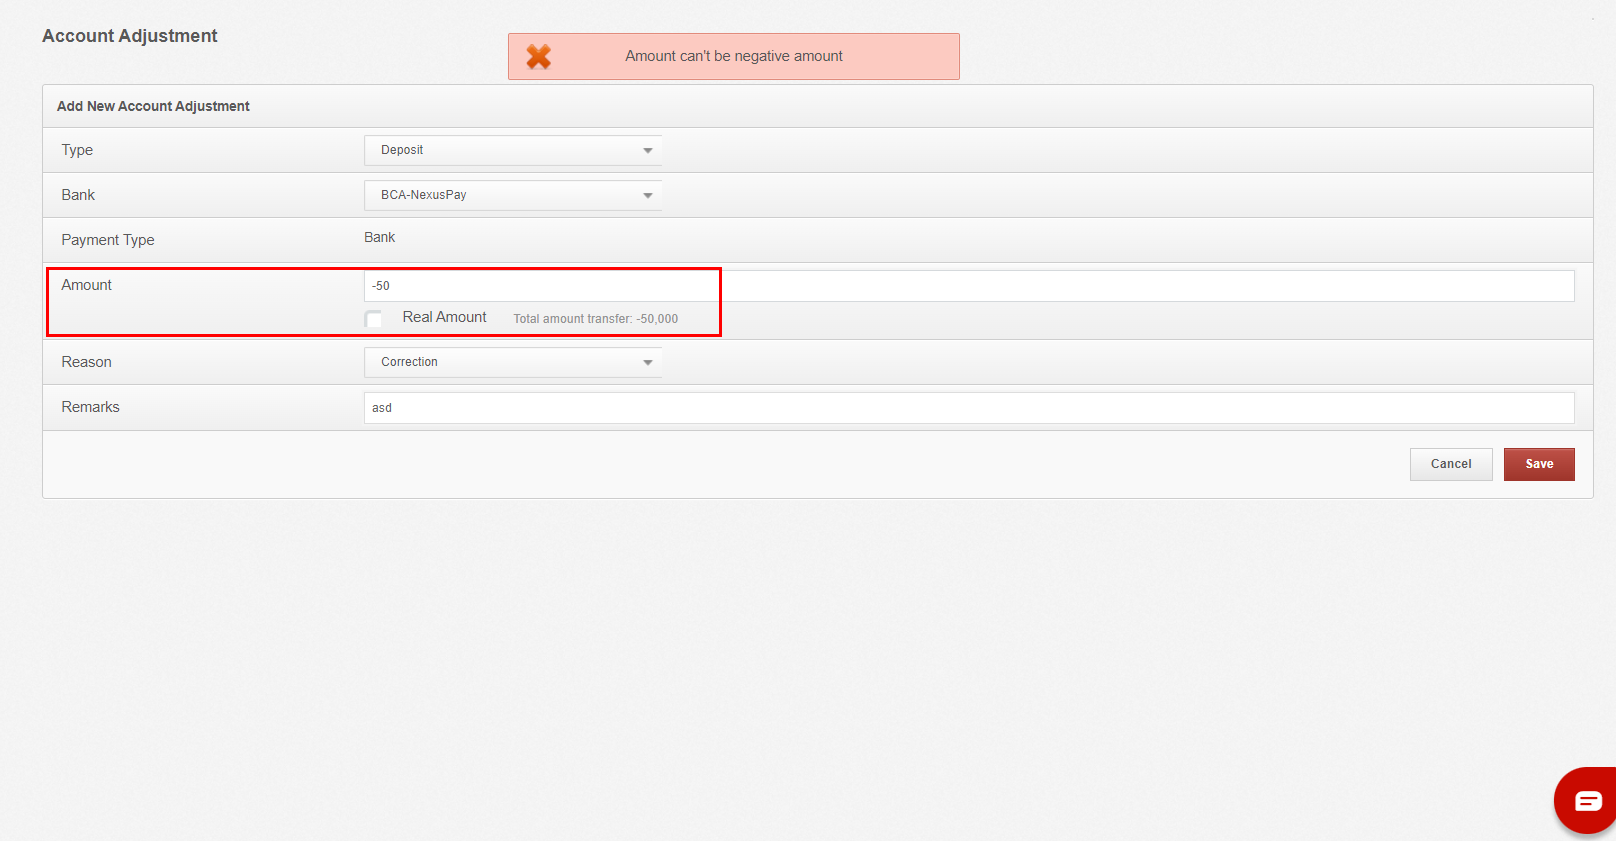 Account Adjustment
Amount can't be negative amount
Add New Account Adjustment
Type
Deposit
Bank
BCA-NexusPay
Payment Type
Bank
Amount
-50
Real Amount
Total amount transfer: -50,000
Reason
Correction
Remarks
asd
Cancel
Save